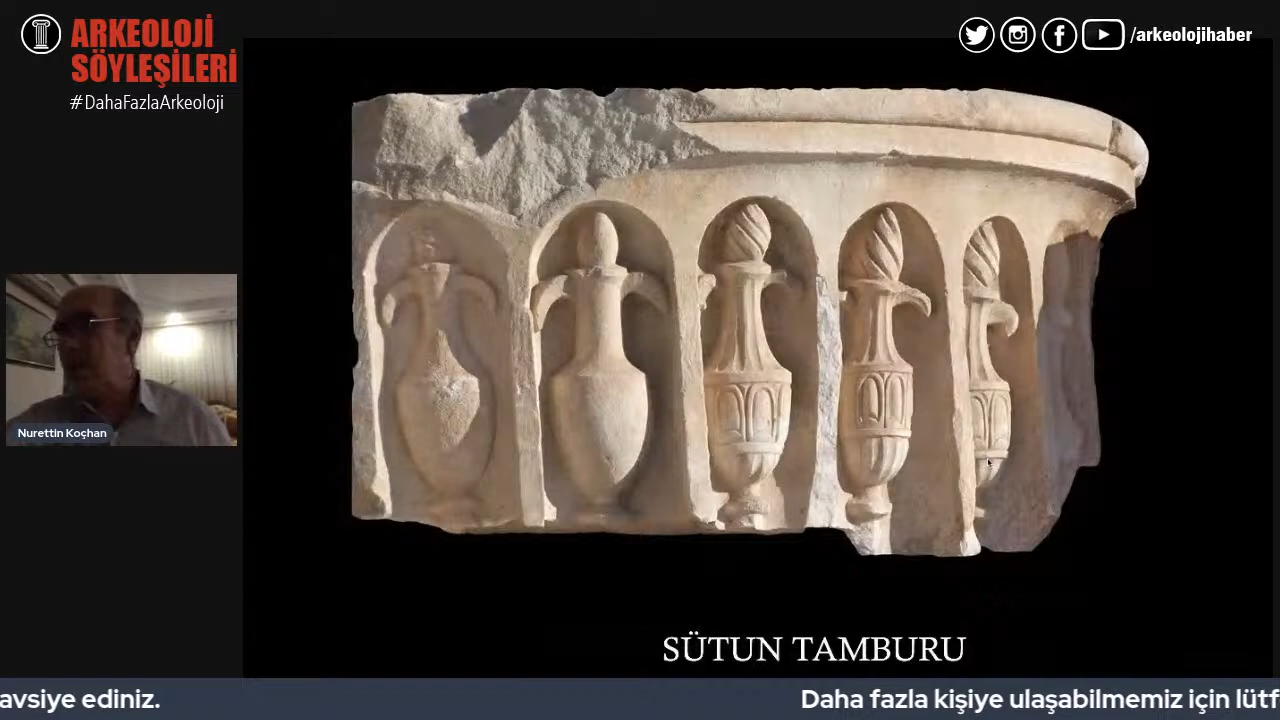 ARKEOLOJİ
SÖYLEŞİLERİ
#DahaFazlaArkeoloji
/arkeolojihaber
Nurettin Koçhan
SÜTUN TAMBURU
avsiye ediniz.
Daha fazla kişiye ulaşabilmemiz için lütf